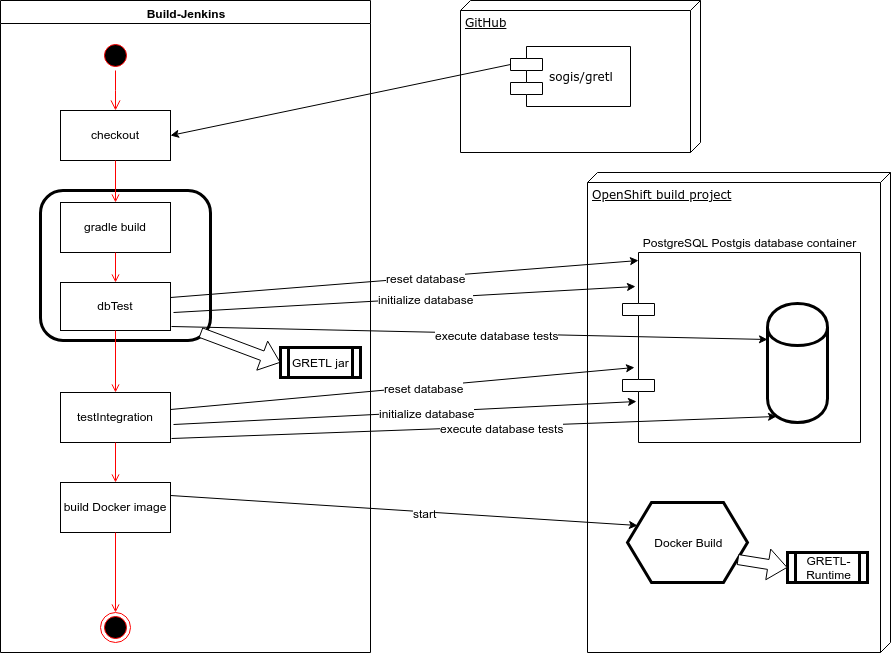 Build-Jenkins
GitHub
sogis/gretl
checkout
OpenShift build project
gradle build
PostgreSQL Postgis database container
dbTest
reset database
initialize database
execute database tests
GRETL jar
reset database
testIntegration
initialize database
execute database tests
build Docker image
start
Docker Build
GRETL-
Runtime